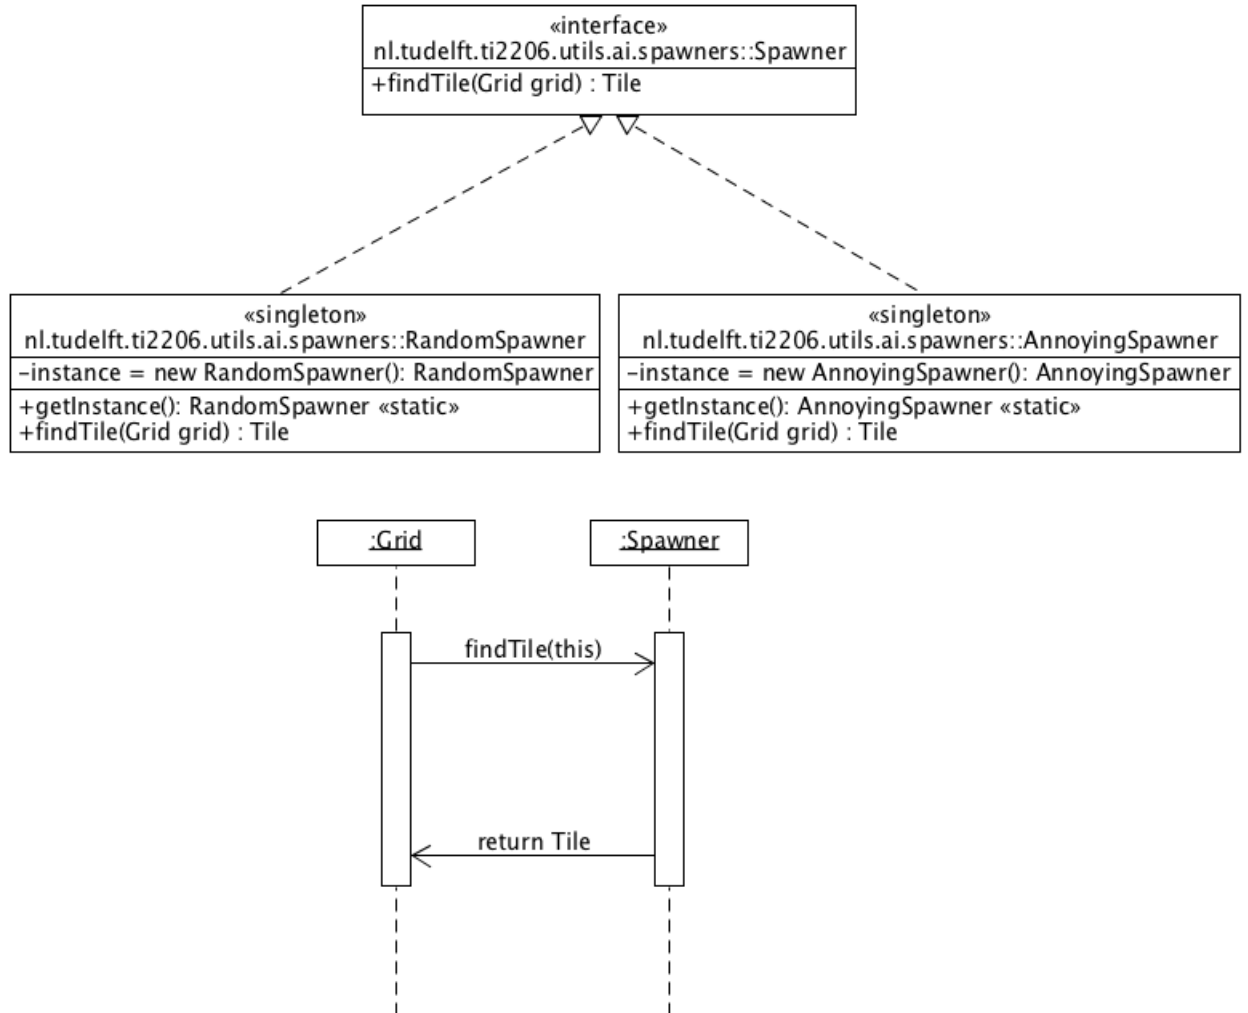 «interface»
nl.tudelft.ti2206.utils.ai.spawners::Spawner
+findTile(Grid grid) : Tile
«singleton»
nl.tudelft.ti2206.utils.ai.spawners::RandomSpawner
-instance = new RandomSpawner(): RandomSpawner
+getInstance(): RandomSpawner «static»
+findTile(Grid grid) : Tile
«singleton»
nl.tudelft.ti2206.utils.ai.spawners::AnnoyingSpawner
-instance = new AnnoyingSpawner(): AnnoyingSpawner
+getInstance(): AnnoyingSpawner «static»
+findTile(Grid grid) : Tile
:Grid
:Spawner
findTile(this)
return Tile